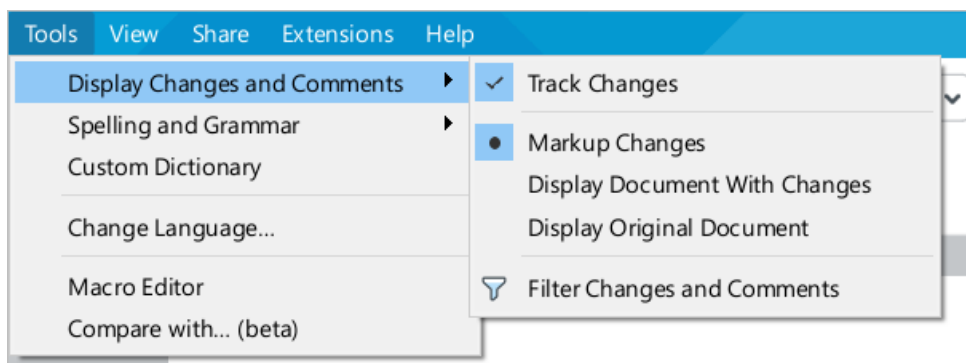 Tools View Share Extensions Help
Display Changes and Comments
Spelling and Grammar
Custom Dictionary
Change Language...
Macro Editor
Compare with... (beta)
Track Changes
Markup Changes
Display Document With Changes
Display Original Document
Filter Changes and Comments